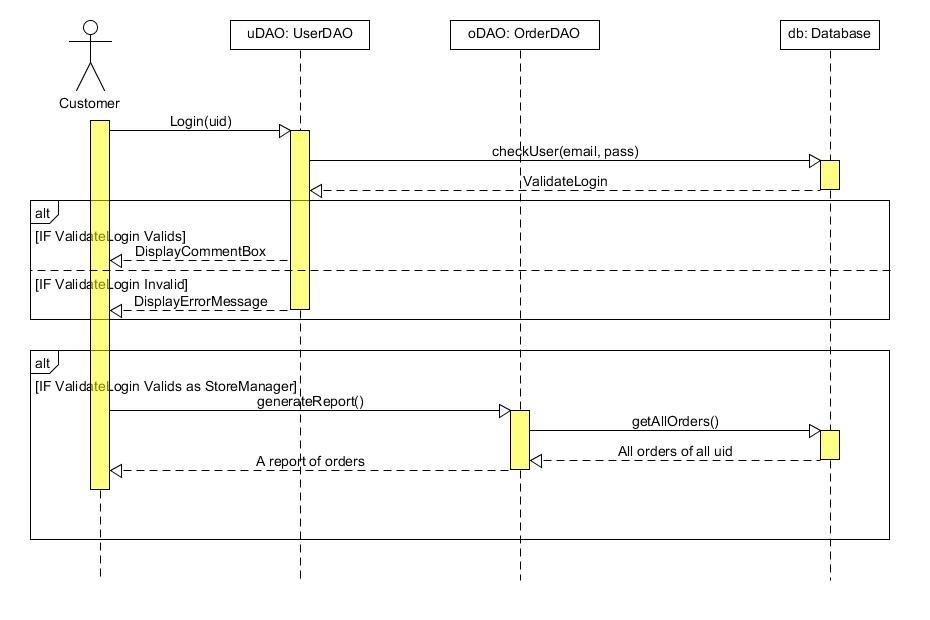 uDAO: UserDAO
oDAO: OrderDAO
db: Database
Customer
Login(uid)
checkUser(email, pass)
ValidateLogin
alt
[IF ValidateLogin Valids]
DisplayCommentBox
[IF ValidateLogin Invalid]
DisplayErrorMessage
alt
[IF ValidateLogin Valids as StoreManager]
generateReport()
getAllOrders()
All orders of all uid
A report of orders